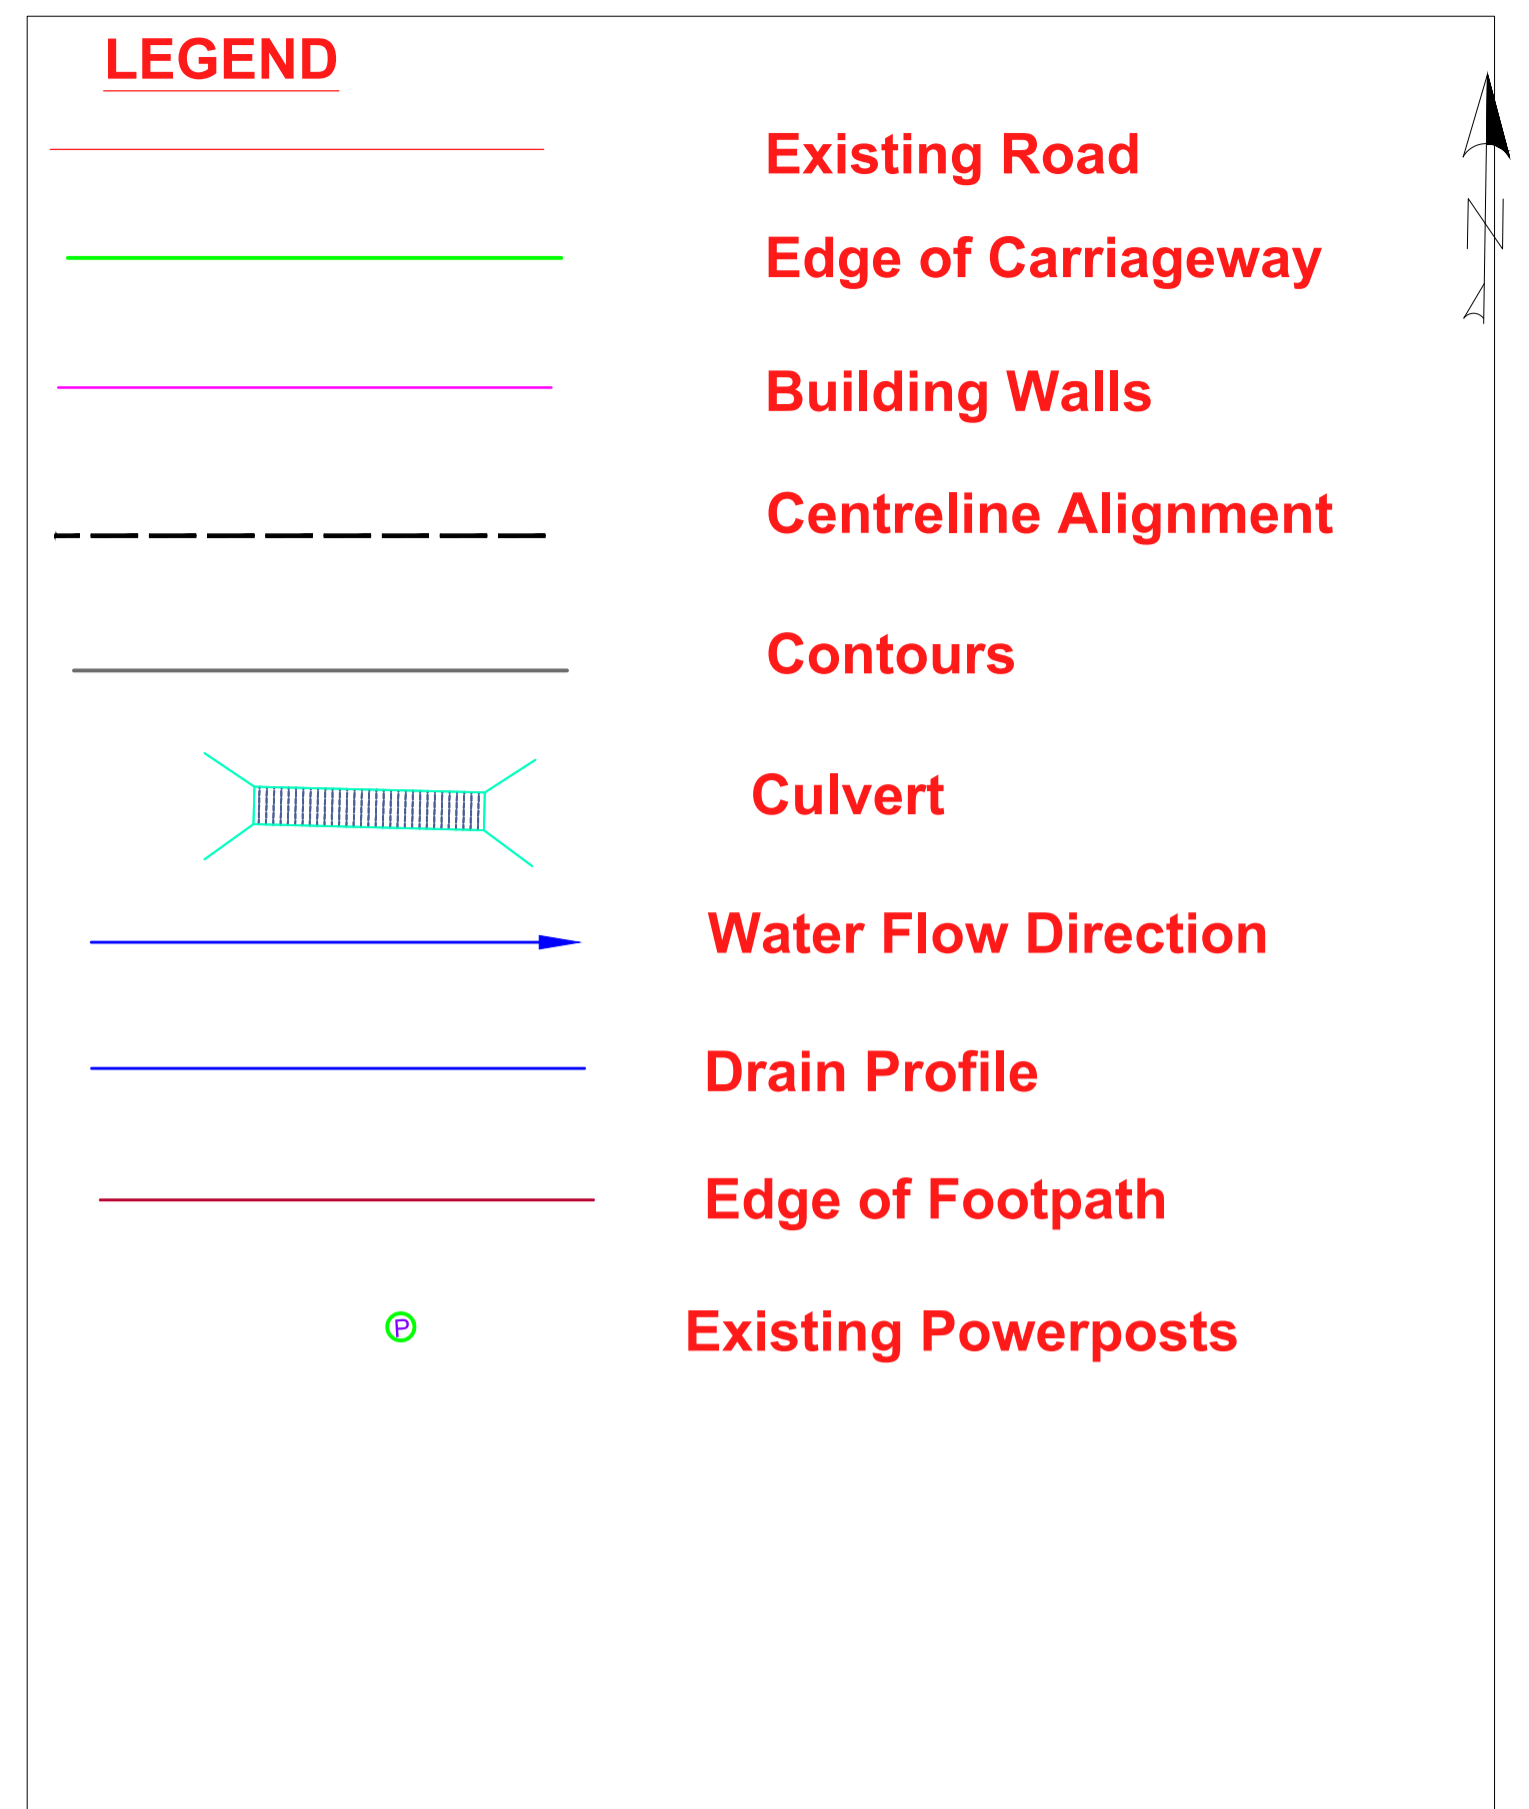 LEGEND
Existing Road
N
Edge of Carriageway
Building Walls
Centreline Alignment
Contours
Culvert
Water Flow Direction
Drain Profile
Edge of Footpath
P
Existing Powerposts